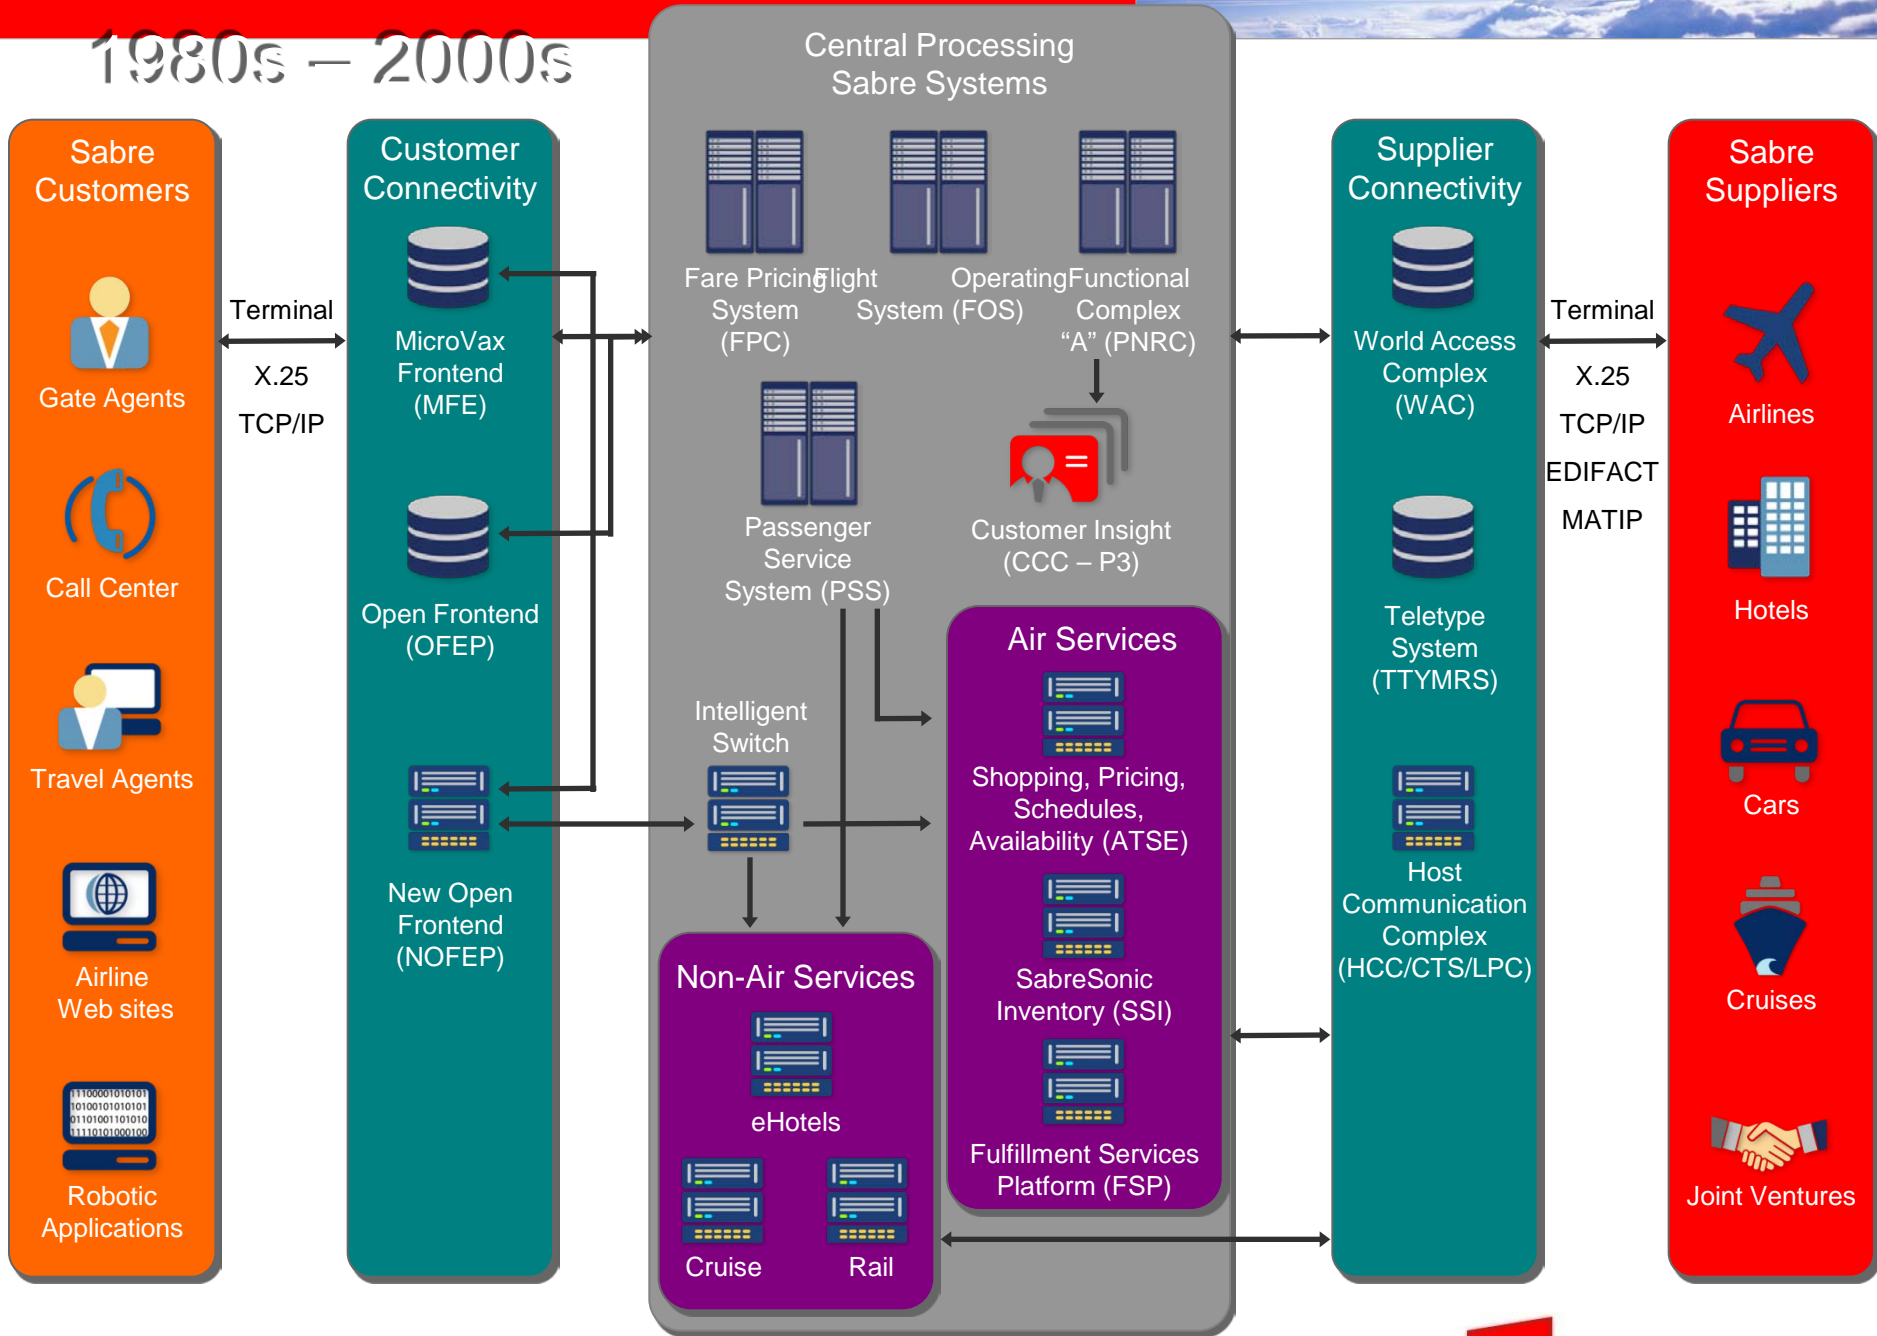 1980s – 2000s
Central Processing
Sabre Systems
Sabre
Customers
Gate Agents
Call Center
Travel Agents
Airline
Web sites
Robotic
Applications
Terminal
X.25
TCP/IP
Customer
Connectivity
MicroVax
Frontend
(MFE)
Open Frontend
(OFEP)
New Open
Frontend
(NOFEP)
Fare Pricing
System
(FPC)
Flight Operating
System (FOS)
Functional
Complex
“A” (PNRC)
Passenger
Service
System (PSS)
Customer Insight
(CCC – P3)
Intelligent
Switch
Air Services
Shopping, Pricing,
Schedules,
Availability (ATSE)
SabreSonic
Inventory (SSI)
Fulfillment Services
Platform (FSP)
Non-Air Services
eHotels
Cruise
Rail
Supplier
Connectivity
World Access
Complex
(WAC)
Teletype
System
(TTYMRS)
Host
Communication
Complex
(HCC/CTS/LPC)
Terminal
X.25
TCP/IP
EDIFACT
MATIP
Sabre
Suppliers
Airlines
Hotels
Cars
Cruises
Joint Ventures
11100001010101
10100101010101
01101001101010
11110101000100